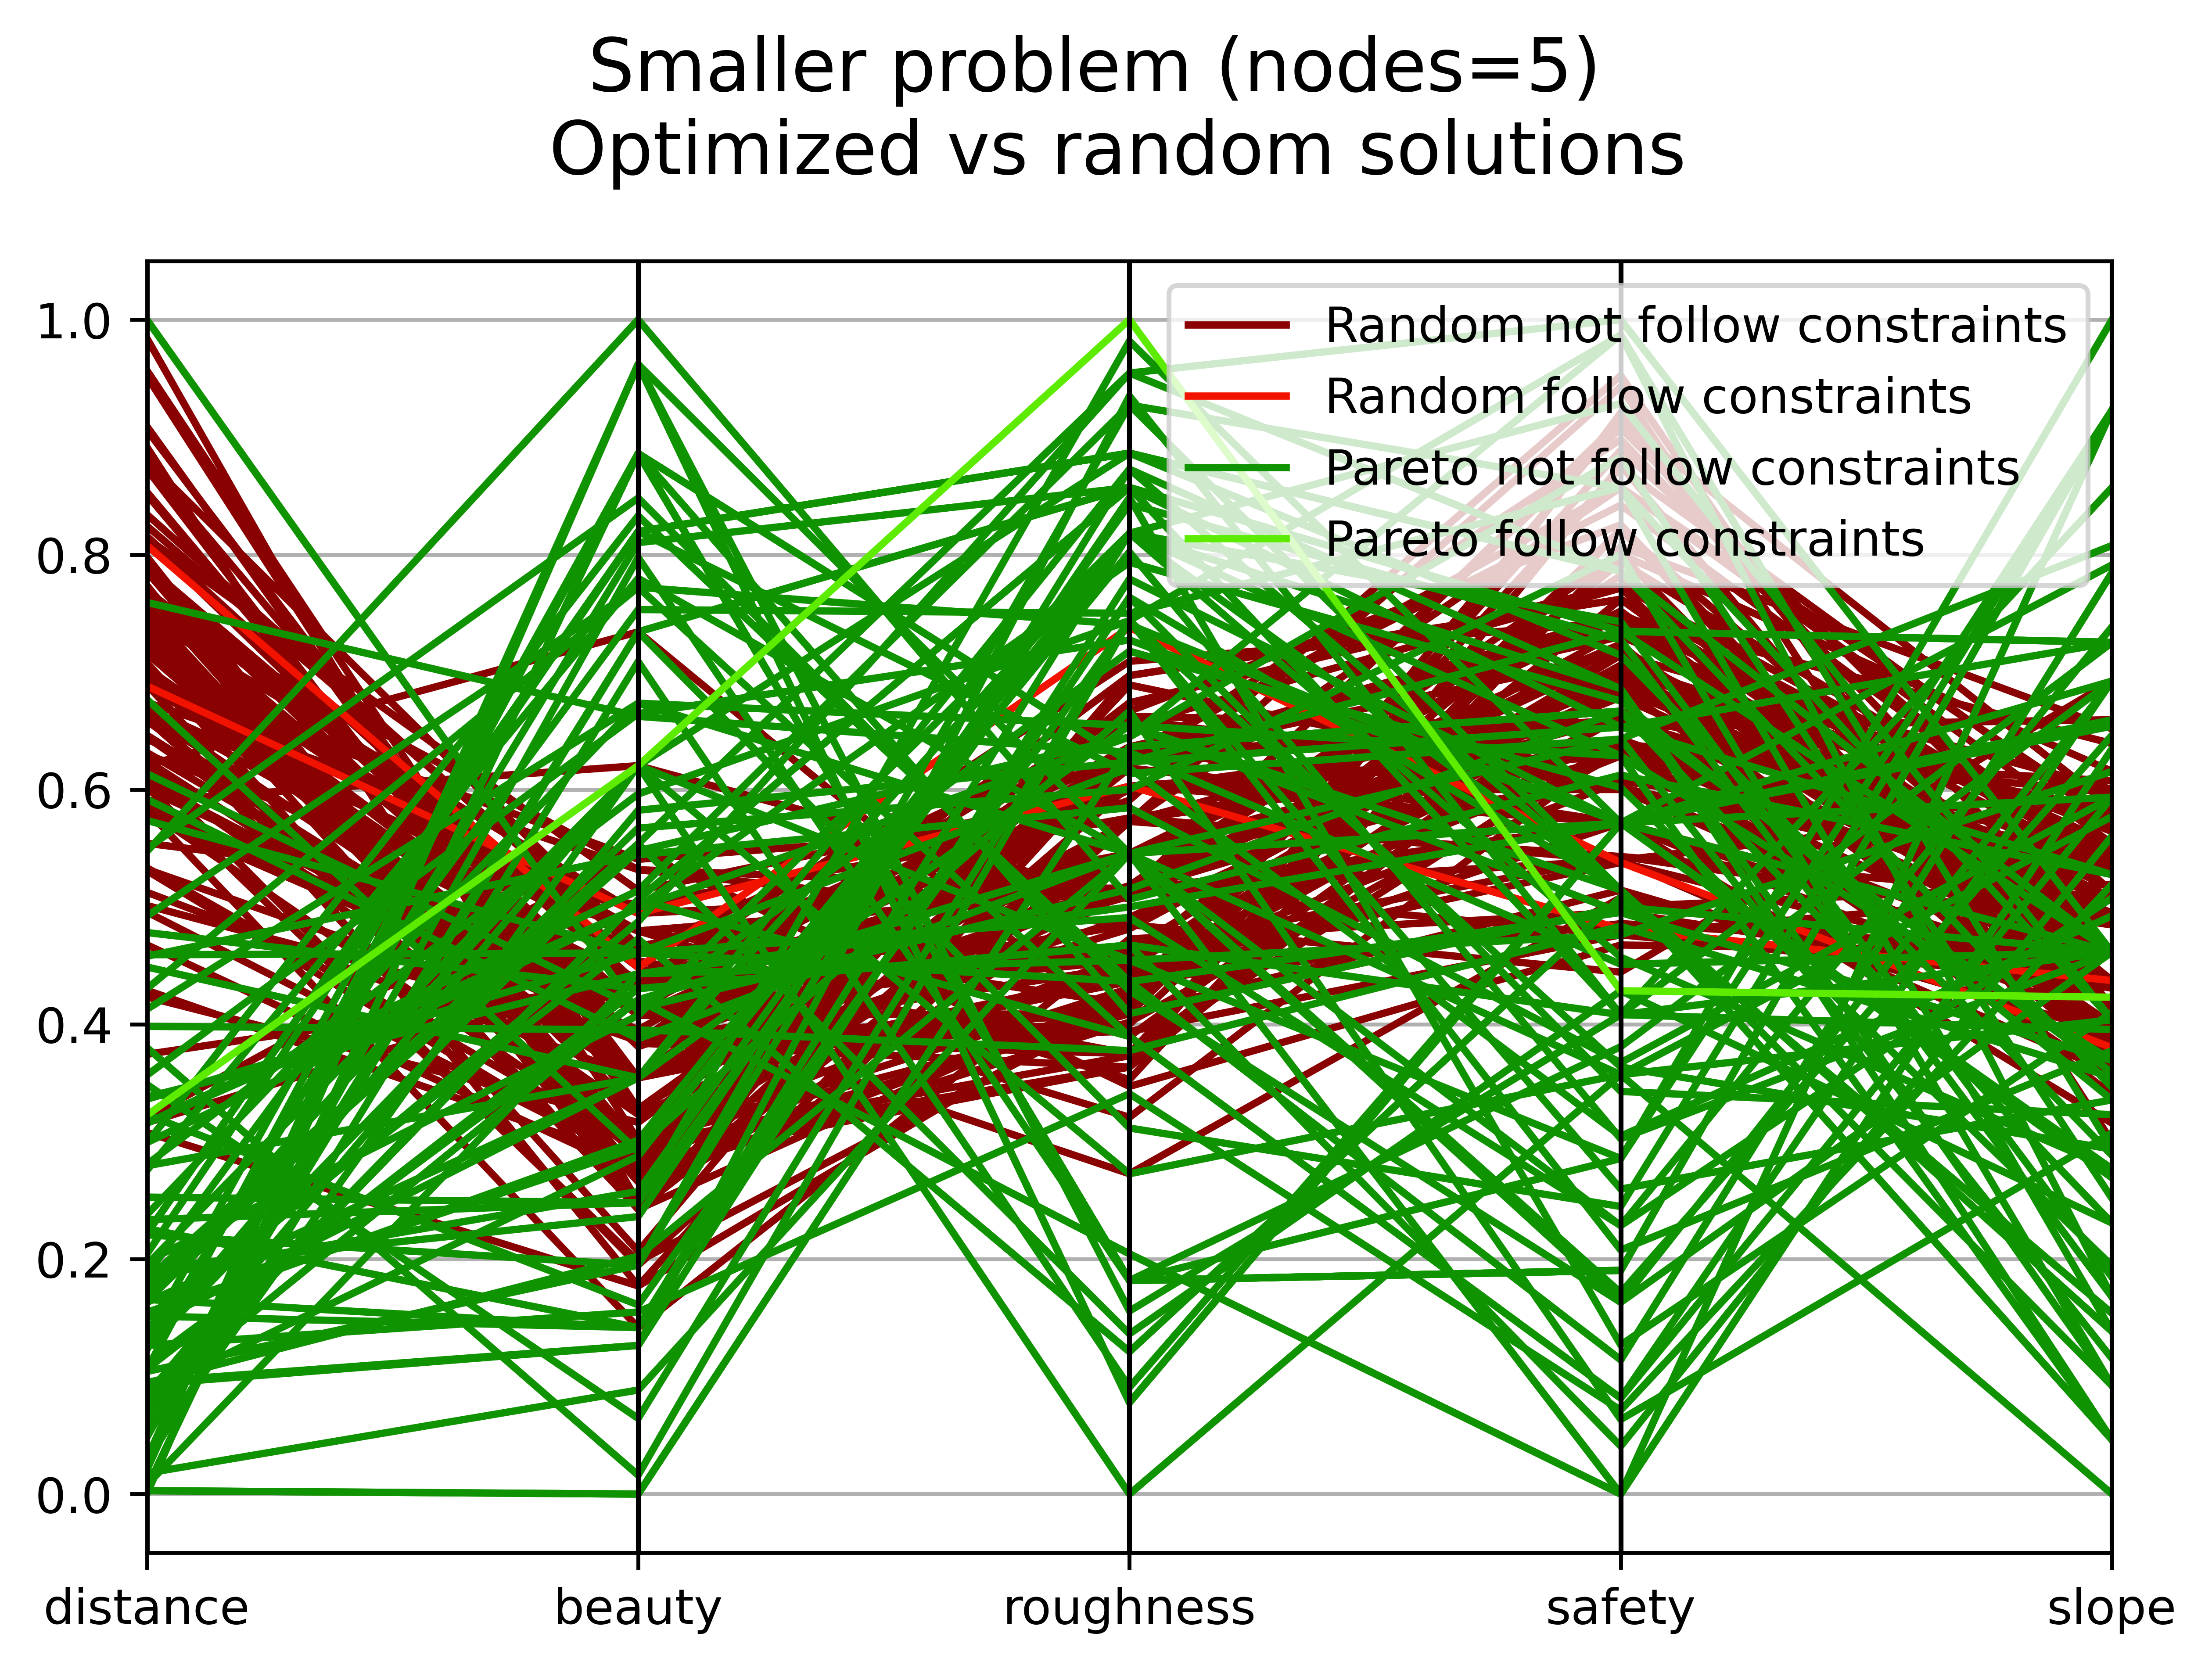 Smaller problem (nodes=5)
Optimized vs random solutions
1.0
0.8
0.6
0.4
0.2
0.0
Random not follow constraints
Random follow constraints
Pareto not follow constraints
Pareto follow constraints
distance
beauty
roughness
safety
slope